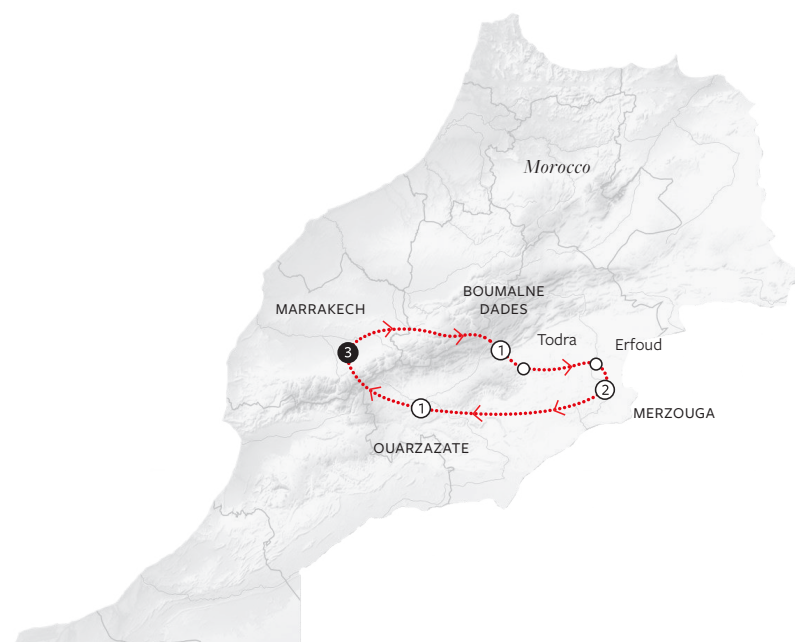 Morocco
BOUMALNE
DADES
MARRAKECH
Todra
Erfoud
1
3
2
1
MERZOUGA
OUARZAZATE